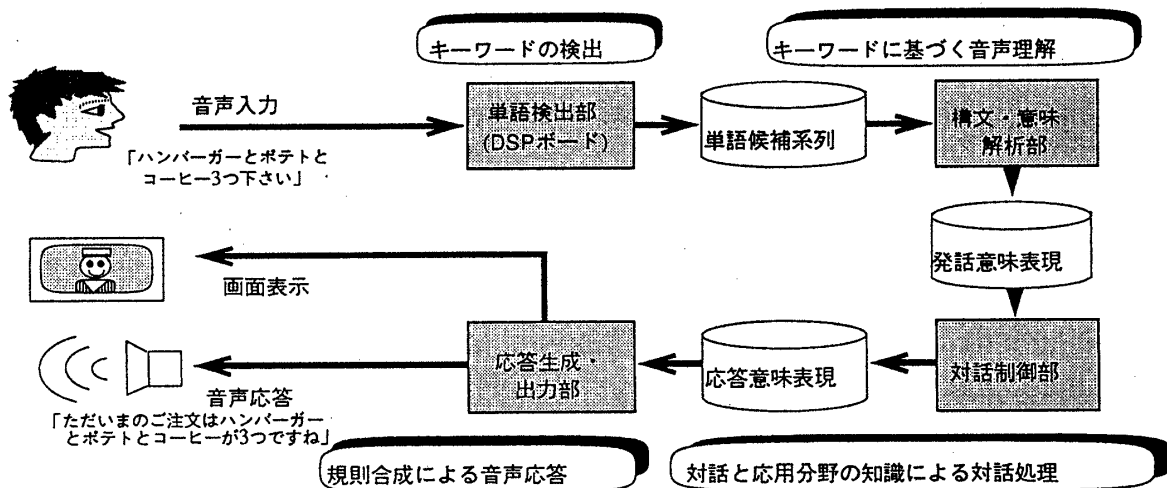 キーワードの検出
キーワードに基づく音声理解
音声入力
「ハンバーガーとポテトと
コーヒー3つ下さい」
単語検出部
(DSPボード)
単語候補系列
構文・意味
解析部
発話意味表現
画面表示
対話制御部
応答意味表現
応答生成・
出力部
音声応答
「ただいまのご注文はハンバーガー
とポテトとコーヒーが3つですね」
規則合成による音声応答
対話と応用分野の知識による対話処理